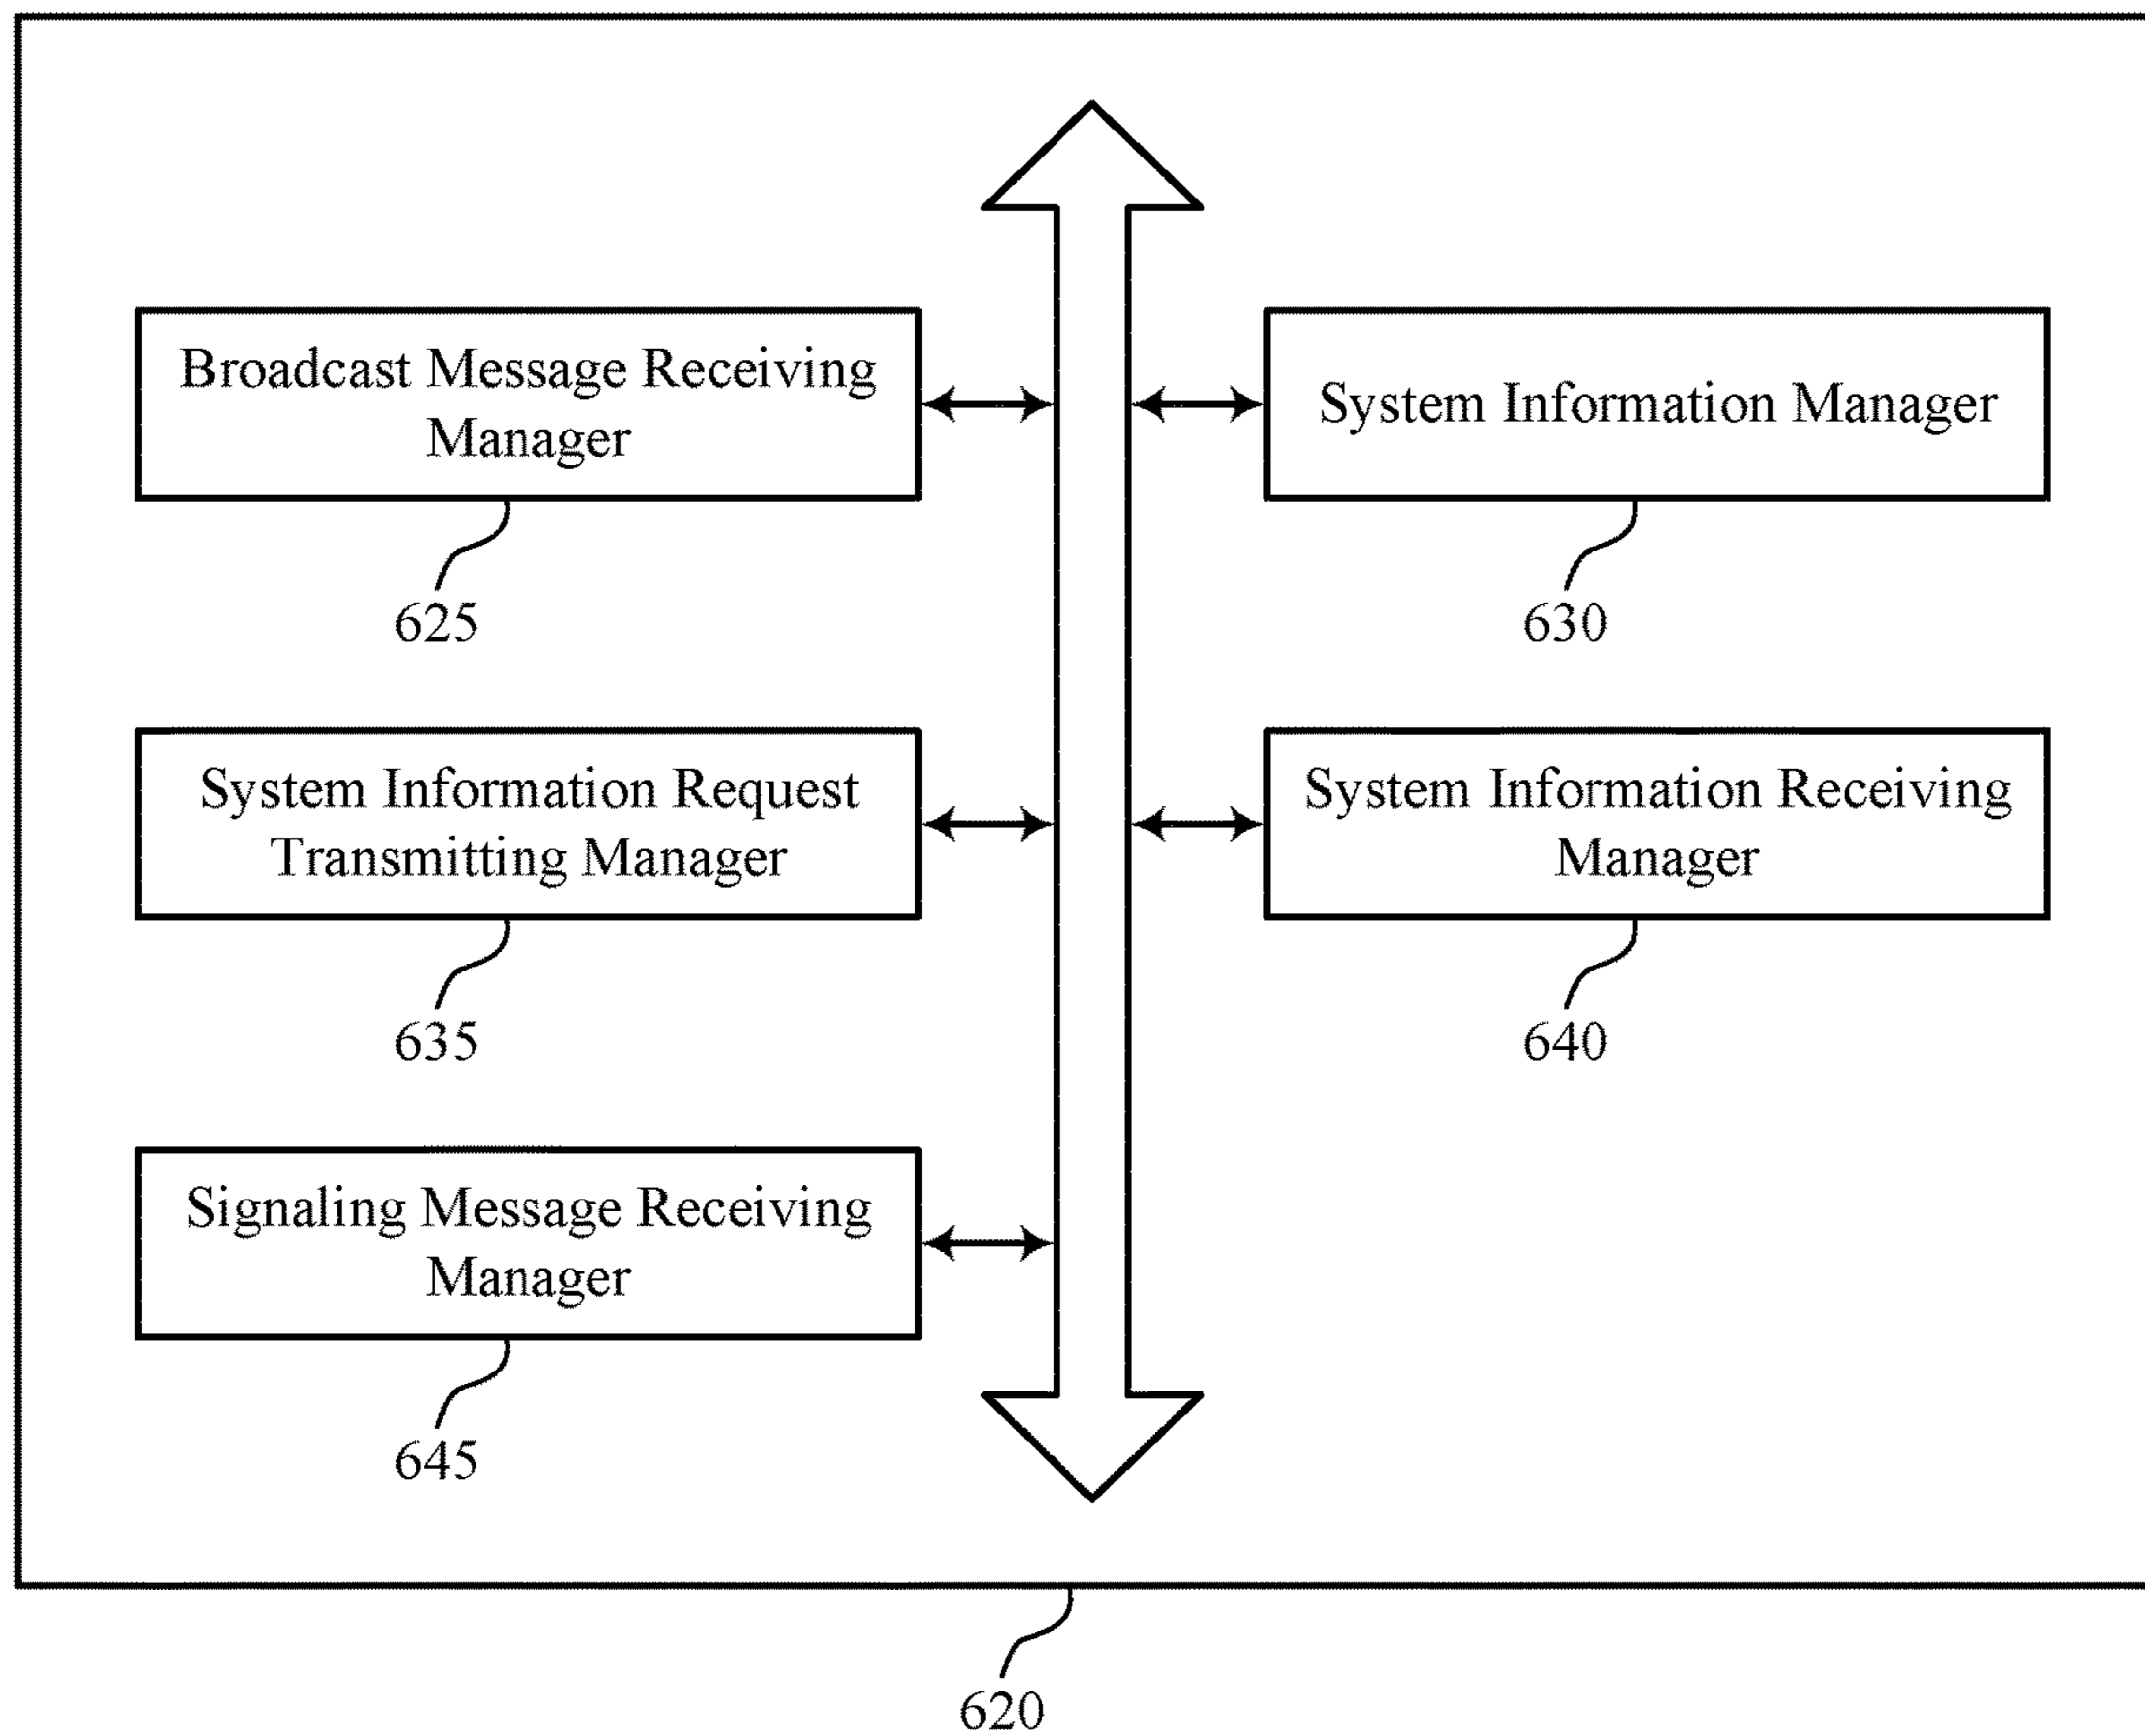 Broadcast Message Receiving
Manager
625
System Information Manager
630
System Information Request
Transmitting Manager
635
System Information Receiving
Manager
640
Signaling Message Receiving
Manager
645
620